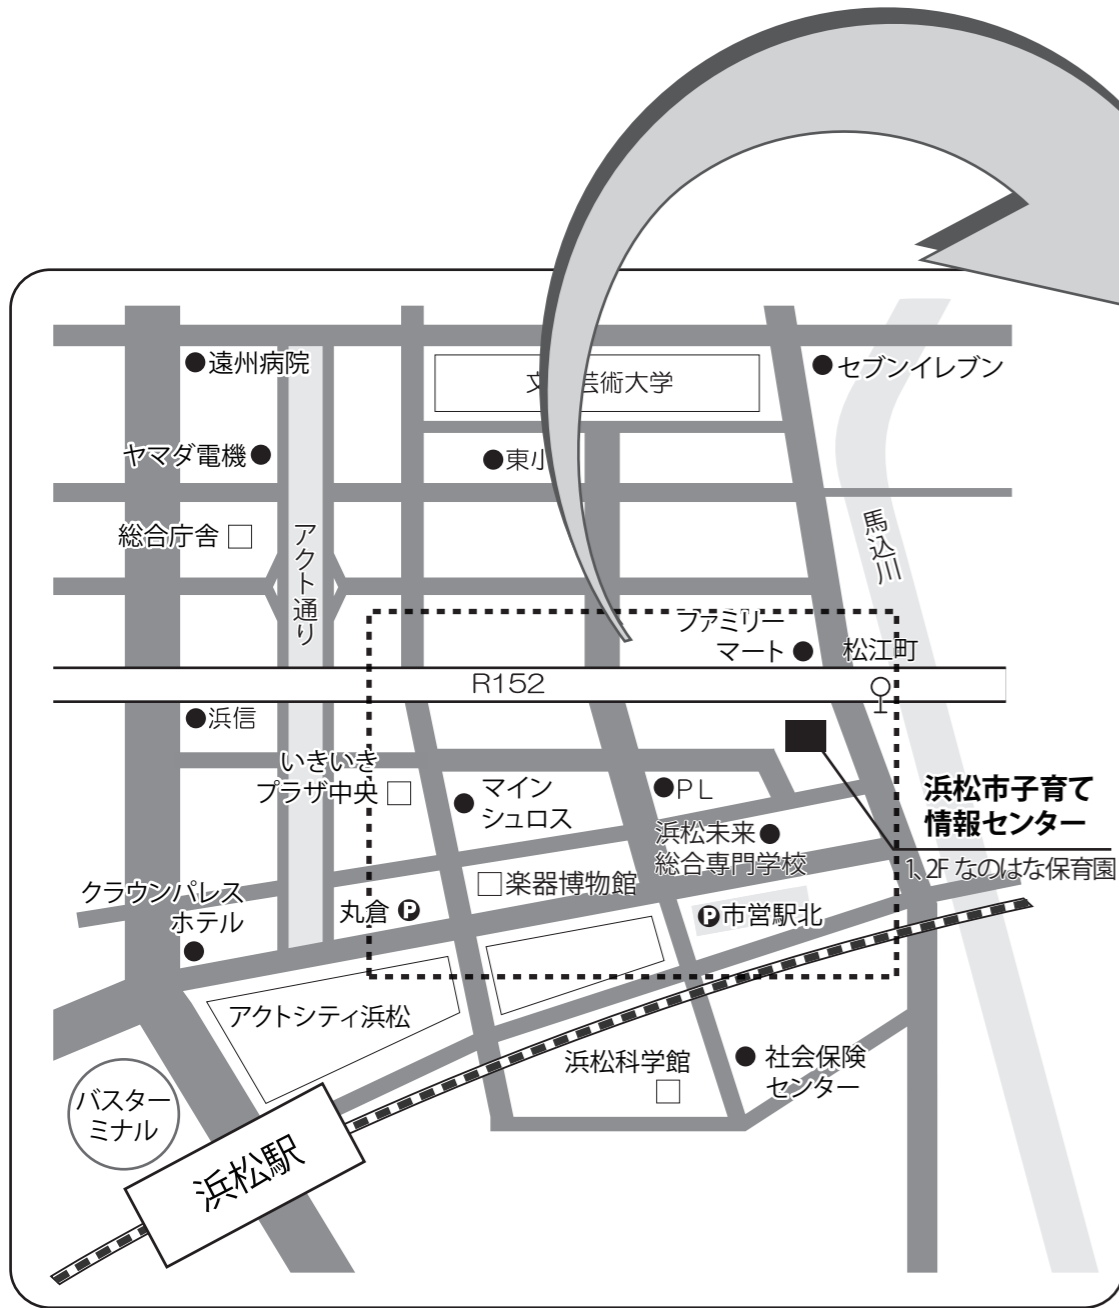 遠州病院
文 芸術大学
セブンイレブン
ヤマダ電機
東小
総合庁舎
アクト通り
馬込川
ファミリー
マート
松江町
R152
浜信
いきいき
プラザ中央
マイン
シュロス
PL
浜松市子育て
情報センター
浜松未来
総合専門学校
1、2F なのはな保育園
楽器博物館
クラウンパレス
ホテル
丸倉 P
P 市営駅北
アクトシティ浜松
浜松科学館
社会保険
センター
バスター
ミナル
浜松駅